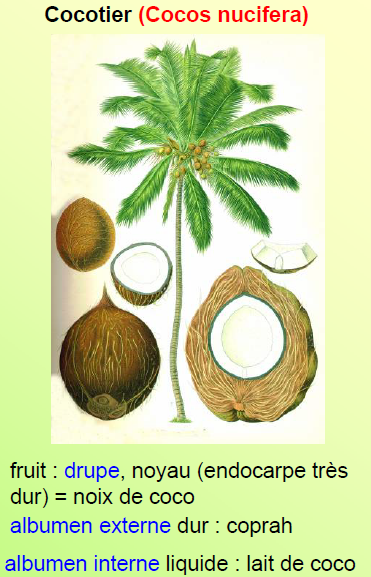 Cocotier (Cocos nucifera)
fruit : drupe, noyau (endocarpe très
dur) = noix de coco
albumen externe dur : coprah
albumen interne liquide : lait de coco